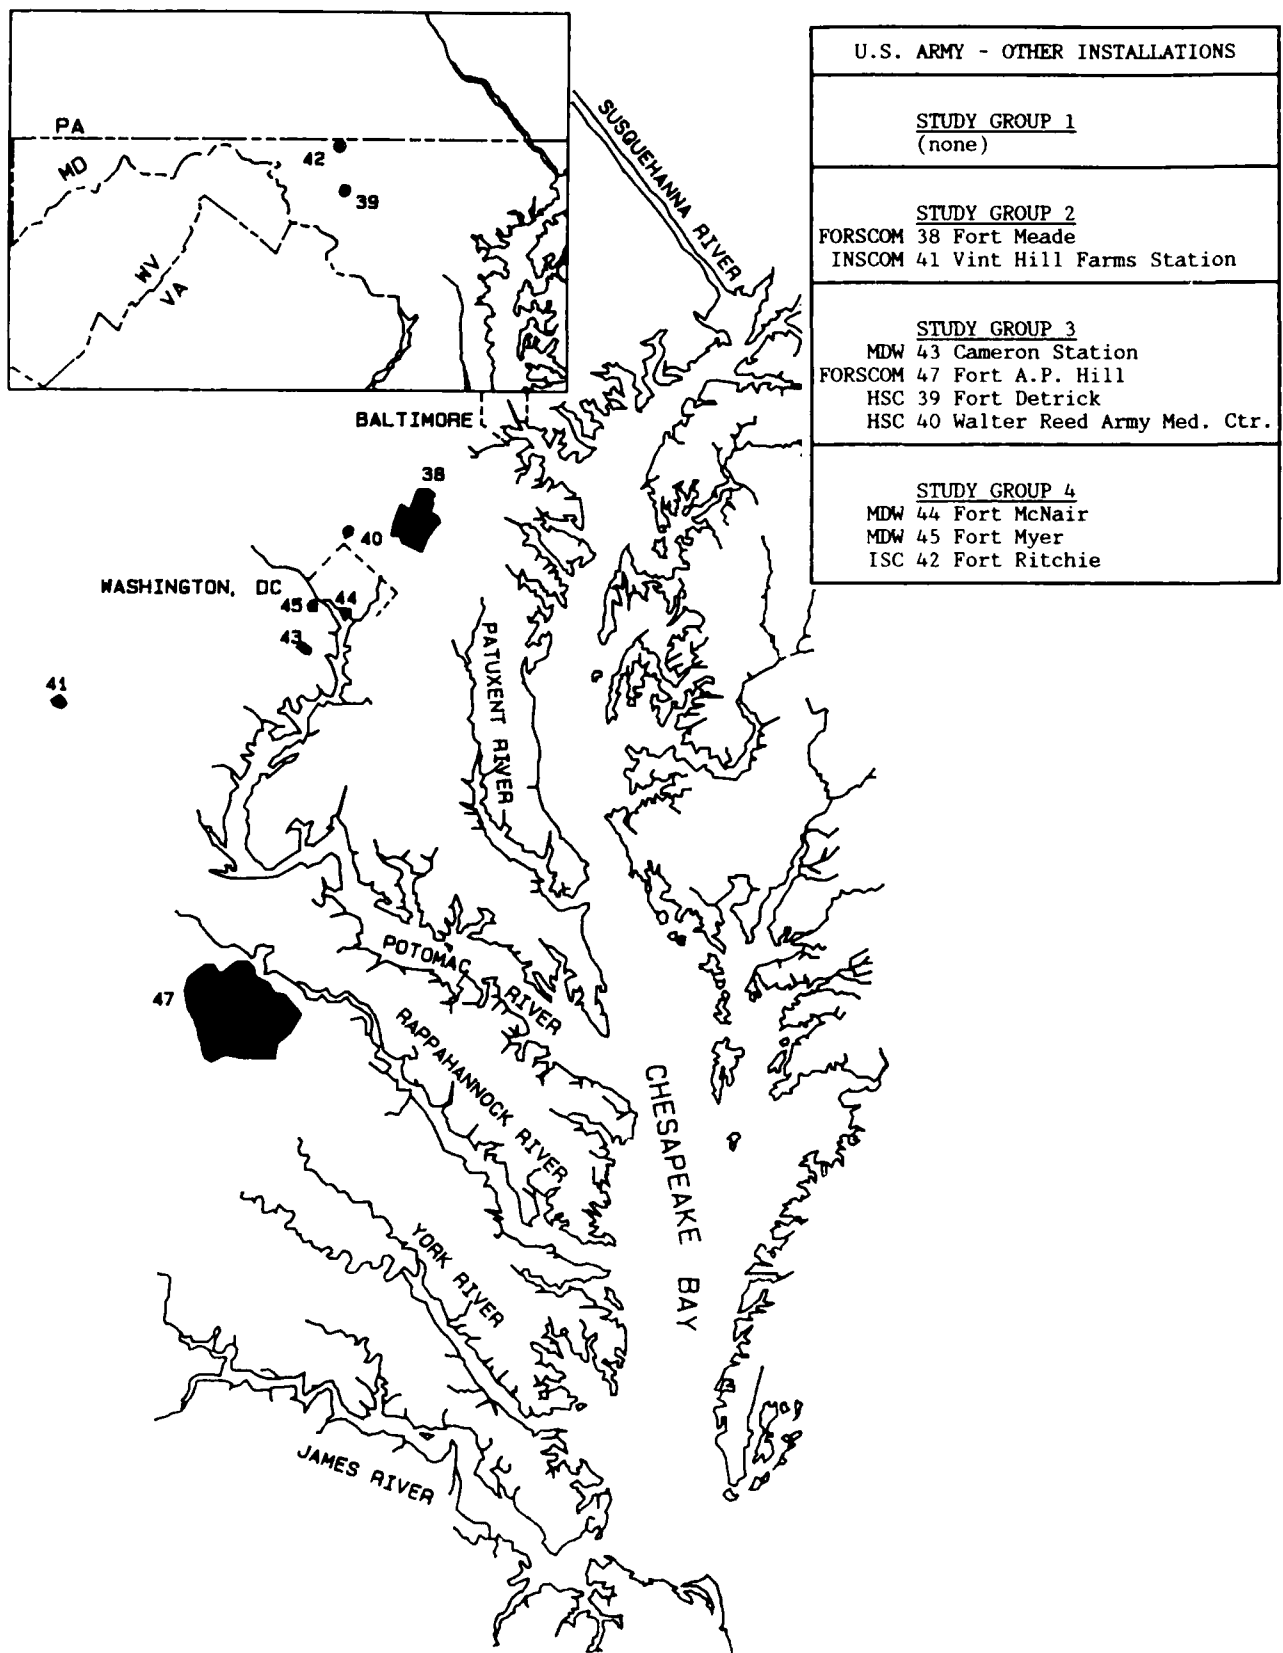 PA
MD
WV
VA
42
39
SUSQUEHANNA RIVER
U.S. ARMY - OTHER INSTALLATIONS
STUDY GROUP 1
(none)
STUDY GROUP 2
FORSCOM 38 Fort Meade
INSCOM 41 Vint Hill Farms Station
STUDY GROUP 3
MDW 43 Cameron Station
FORSCOM 47 Fort A.P. Hill
HSC 39 Fort Detrick
HSC 40 Walter Reed Army Med. Ctr.
STUDY GROUP 4
MDW 44 Fort McNair
MDW 45 Fort Myer
ISC 42 Fort Ritchie
BALTIMORE
38
40
WASHINGTON, DC
45
44
43
41
PATUXENT RIVER
POTOMAC RIVER
47
RAPPAHANNOCK RIVER
CHESAPEAKE BAY
YORK RIVER
JAMES RIVER